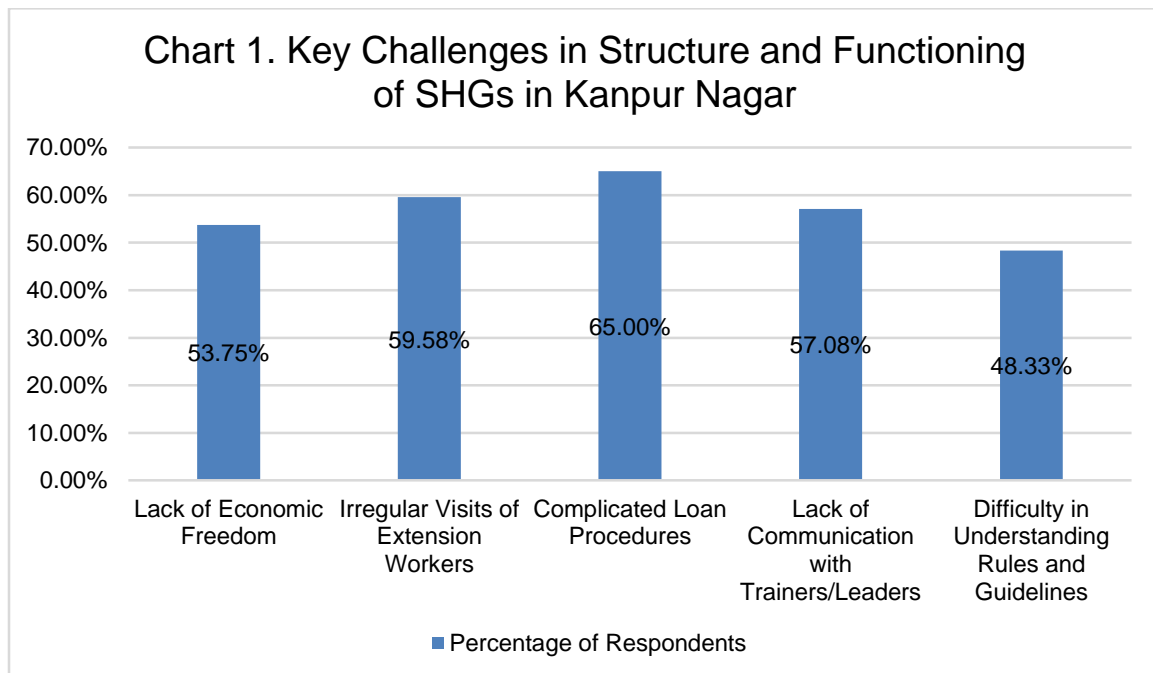 Chart 1. Key Challenges in Structure and Functioning
of SHGs in Kanpur Nagar
70.00%
60.00%
50.00%
40.00%
30.00%
20.00%
10.00%
0.00%
53.75%
59.58%
65.00%
57.08%
48.33%
Lack of Economic
Freedom
Irregular Visits of
Extension
Workers
Complicated Loan
Procedures
Lack of
Communication
with
Trainers/Leaders
Difficulty in
Understanding
Rules and
Guidelines
Percentage of Respondents